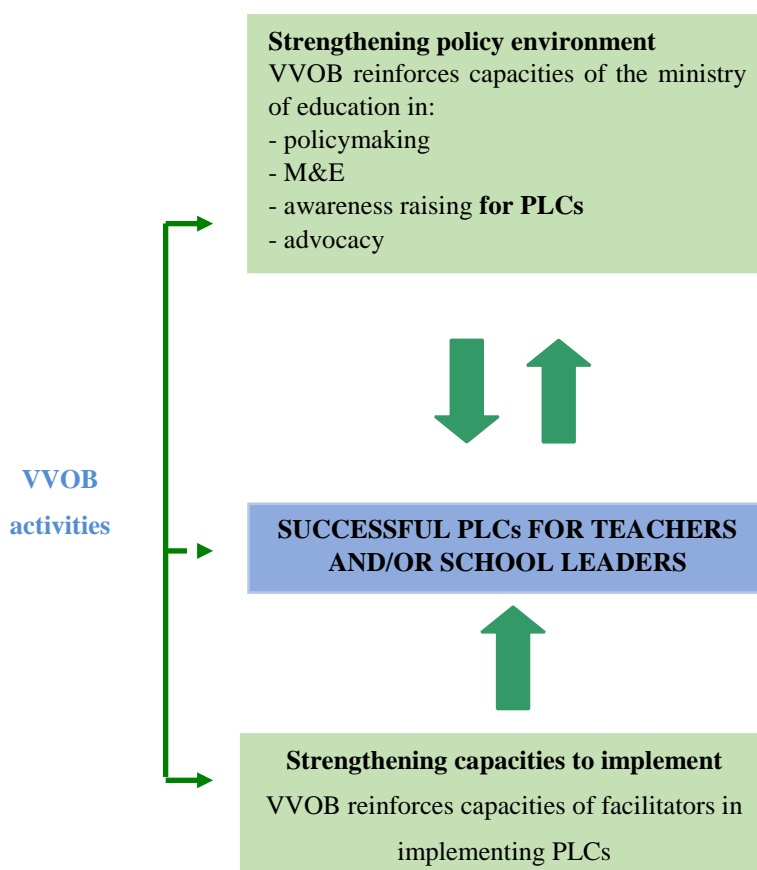 Strengthening policy environment
VVOB reinforces capacities of the ministry
of education in:
- policymaking
- M&E
- awareness raising for PLCs
- advocacy
VVOB
activities
SUCCESSFUL PLCs FOR TEACHERS
AND/OR SCHOOL LEADERS
Strengthening capacities to implement
VVOB reinforces capacities of facilitators in
implementing PLCs